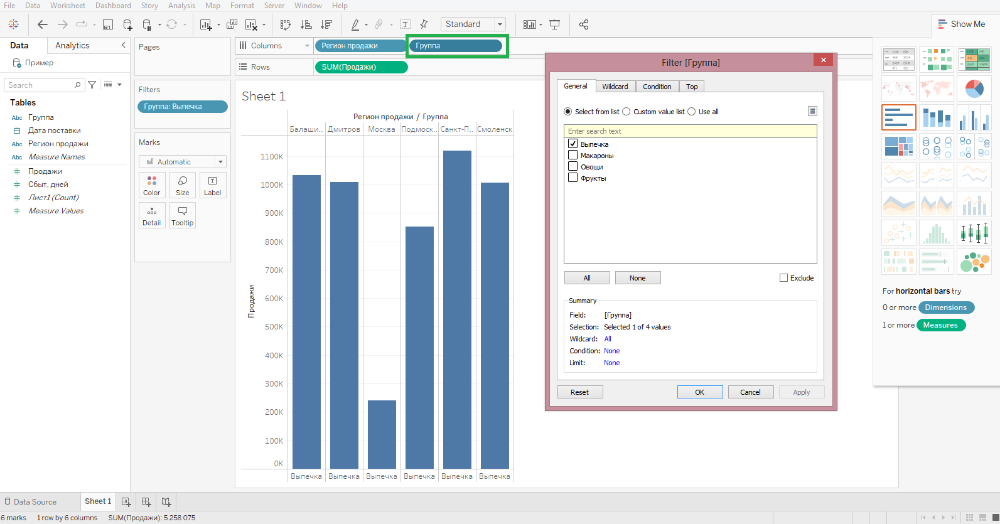 File Data Worksheet Dashboard Story Analysis Map Format Server Window Help
Standard
Show Me
Data Analytics
Пример
Search
Tables
Abc Группа
Дата поставки
Abc Регион продажи
Abc Measure Names
Продажи
Сбыт. дней
Лист1 (Count)
Measure Values
Pages
Filters
Группа: Выпечка
Marks
Automatic
Color Size Label
Detail Tooltip
Columns Регион продажи Группа
Rows SUM(Продажи)
Sheet 1
Регион продажи / Группа
Балаши.. Дмитров Москва Подмоск.. Санкт-П.. Смоленск
Продажи
1100K
1000K
900K
800K
700K
600K
500K
400K
300K
200K
100K
0K
Выпечка Выпечка Выпечка Выпечка Выпечка Выпечка
Filter [Группа]
General Wildcard Condition Top
Select from list Custom value list Use all
Enter search text
Выпечка
Макароны
Овощи
Фрукты
All None Exclude
Summary
Field: [Группа]
Selection: Selected 1 of 4 values
Wildcard: All
Condition: None
Limit: None
Reset OK Cancel Apply
For horizontal bars try
0 or more Dimensions
1 or more Measures
Data Source Sheet 1
6 marks 1 row by 6 columns SUM(Продажи): 5 258 075